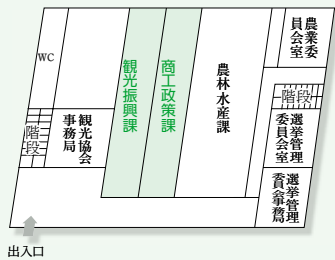 WC
階段
観光協会
事務局
観光振興課
商工政策課
農林水産課
農業委
員会室
階段
選挙管理
委員会室
選挙管理
委員会事務局
出入口